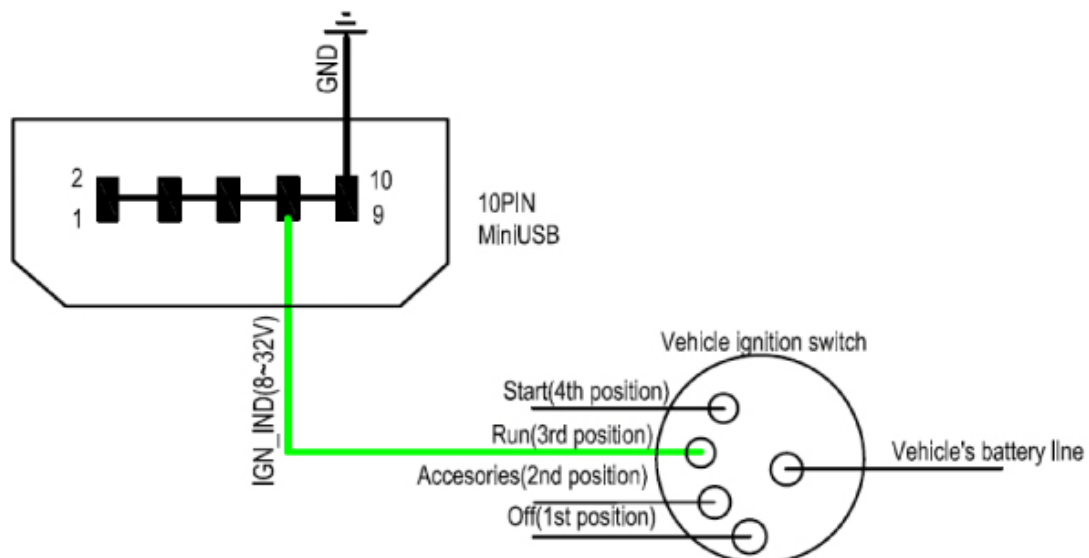 GND
2
10
1
9
10PIN
MiniUSB
IGN_IND(8~32V)
Vehicle ignition switch
Start(4th position)
Run(3rd position)
Vehicle's battery line
Accesories(2nd position)
Off(1st position)